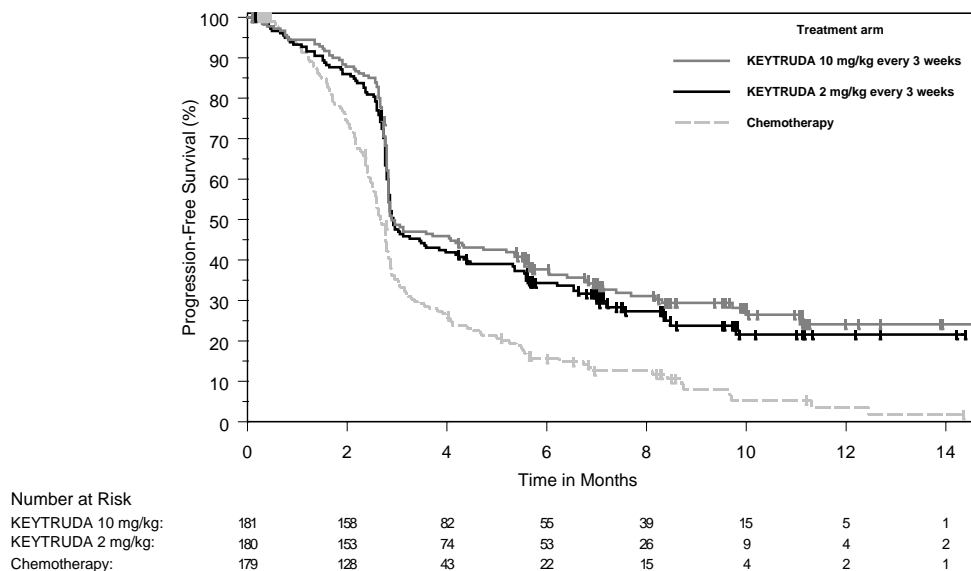 100
90
80
70
60
50
40
30
20
10
0
Progression-Free Survival (%)
Treatment arm
KEYTRUDA 10 mg/kg every 3 weeks
KEYTRUDA 2 mg/kg every 3 weeks
Chemotherapy
0 2 4 6 8 10 12 14
Time in Months
Number at Risk
KEYTRUDA 10 mg/kg: 181 158 82 55 39 15 5 1
KEYTRUDA 2 mg/kg: 180 153 74 53 26 9 4 2
Chemotherapy: 179 128 43 22 15 4 2 1